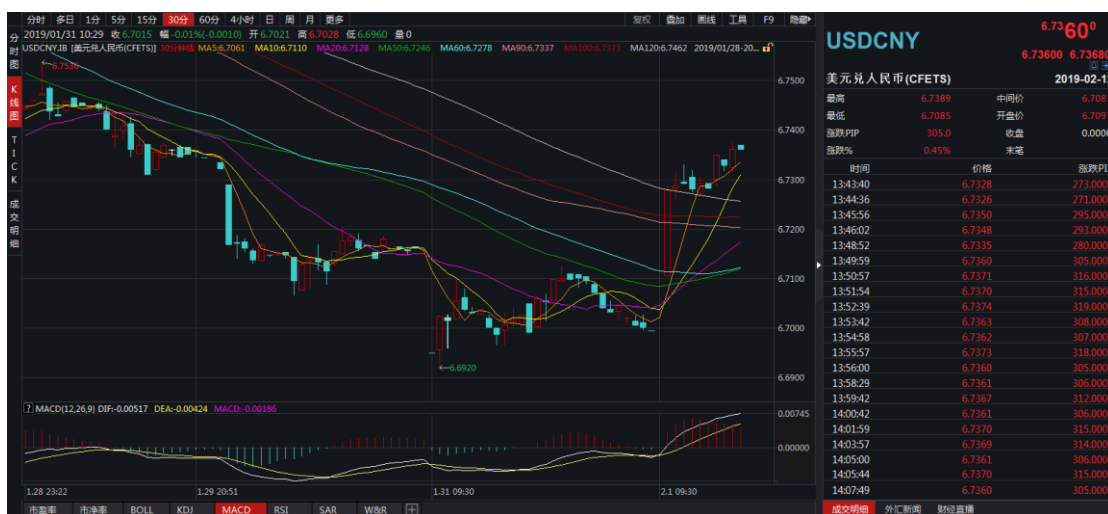 分时 多日 1分 5分 15分 30分 60分 4小时 日 周 月 更多 复权 叠加 画线 工具 F9 隐藏
2019/01/31 10:29 收6.7015 幅-0.01%(-0.0010) 开6.7021 高6.7028 低6.6960 量0
USDCNY.IB [美元兑人民币(CFETS)] 30分钟线 MA5:6.7061 MA10:6.7110 MA20:6.7128 MA50:6.7246 MA60:6.7278 MA90:6.7337 MA100:6.7373 MA120:6.7462 2019/01/28-20...
分时图
K线图
TICK
成交明细
6.7536
6.7500
6.7400
6.7300
6.7200
6.7100
6.7000
6.6900
6.6920
MACD(12,26,9) DIF:-0.00517 DEA:-0.00424 MACD:-0.00186
0.00745
0.00000
1.28 23:22 1.29 20:51 1.31 09:30 2.1 09:30
市盈率 市净率 BOLL KDJ MACD RSI SAR W&R
USDCNY 6.7360⁰
6.73600 6.73680
美元兑人民币(CFETS) 2019-02-1
最高 6.7389 中间价 6.708
最低 6.7085 开盘价 6.709
涨跌PIP 305.0 收盘 0.0000
涨跌% 0.45% 末笔
时间 价格 涨跌PI
13:43:40 6.7328 273.000
13:44:36 6.7326 271.000
13:45:56 6.7350 295.000
13:46:02 6.7348 293.000
13:48:52 6.7335 280.000
13:49:59 6.7360 305.000
13:50:57 6.7371 316.000
13:51:54 6.7370 315.000
13:52:39 6.7374 319.000
13:53:42 6.7363 308.000
13:54:58 6.7362 307.000
13:55:57 6.7373 318.000
13:56:00 6.7360 305.000
13:58:29 6.7361 306.000
13:59:42 6.7367 312.000
14:00:42 6.7361 306.000
14:01:59 6.7370 315.000
14:03:57 6.7369 314.000
14:05:00 6.7361 306.000
14:05:44 6.7370 315.000
14:07:49 6.7360 305.000
成交明细 外汇新闻 财经直播